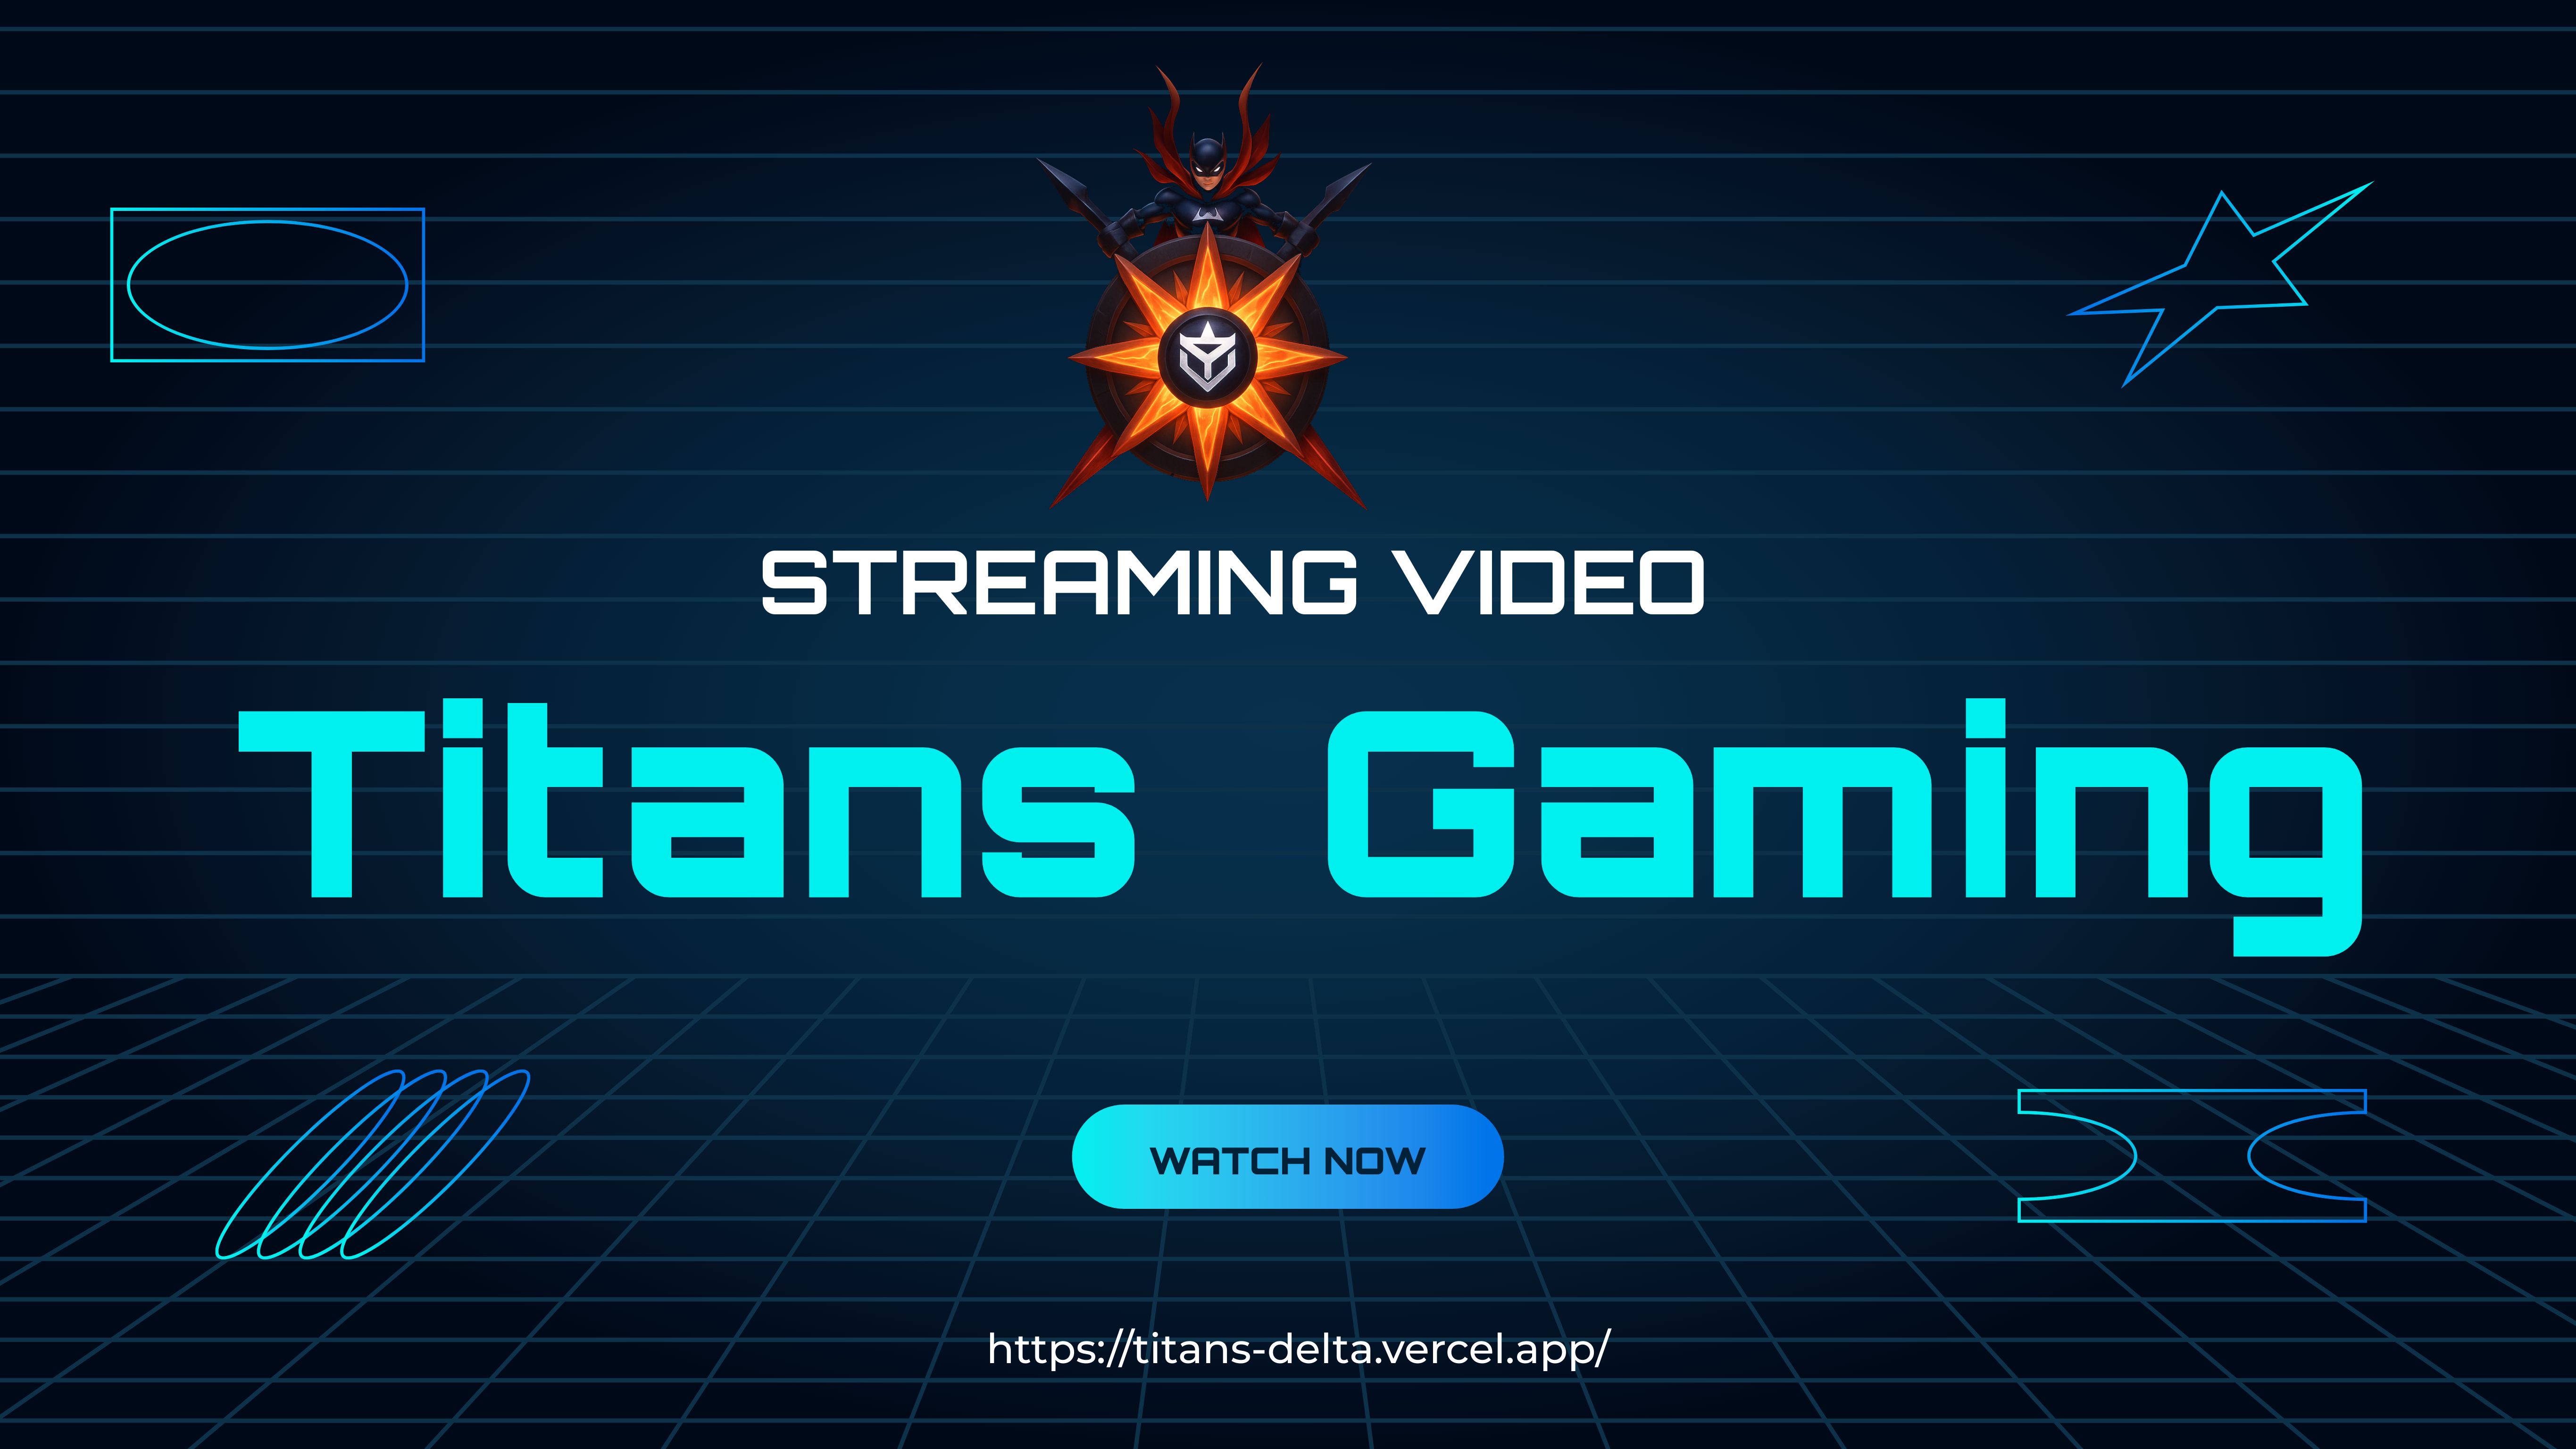 STREAMING VIDEO
Titans Gaming
WATCH NOW
https://titans-delta.vercel.app/